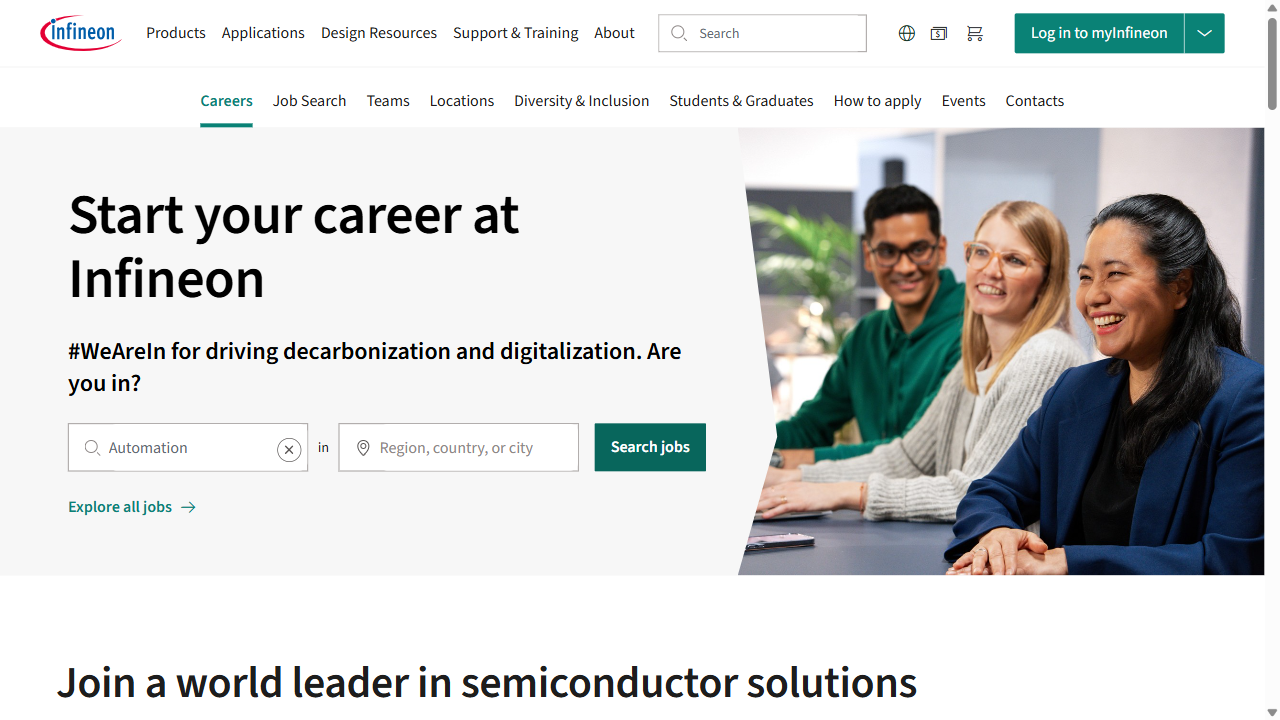 infineon
Products Applications Design Resources Support & Training About Search Log in to myInfineon
Careers Job Search Teams Locations Diversity & Inclusion Students & Graduates How to apply Events Contacts
Start your career at
Infineon
#WeAreIn for driving decarbonization and digitalization. Are
you in?
Automation in Region, country, or city Search jobs
Explore all jobs
Join a world leader in semiconductor solutions